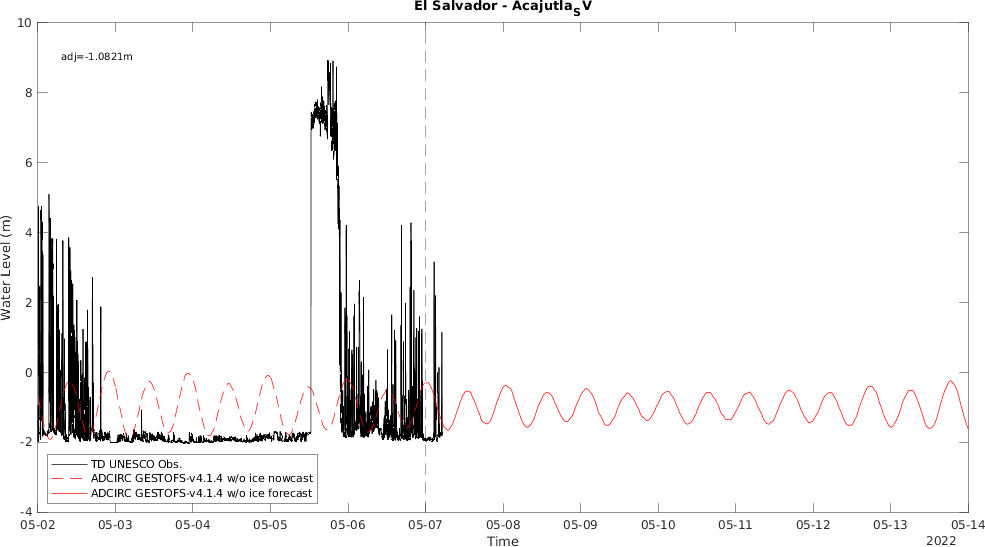 El Salvador - Acajutla_SV
adj=-1.0821m
10
8
6
4
2
0
-2
-4
Water Level (m)
TD UNESCO Obs.
ADCIRC GESTOFS-v4.1.4 w/o ice nowcast
ADCIRC GESTOFS-v4.1.4 w/o ice forecast
05-02 05-03 05-04 05-05 05-06 05-07 05-08 05-09 05-10 05-11 05-12 05-13 05-14
Time
2022